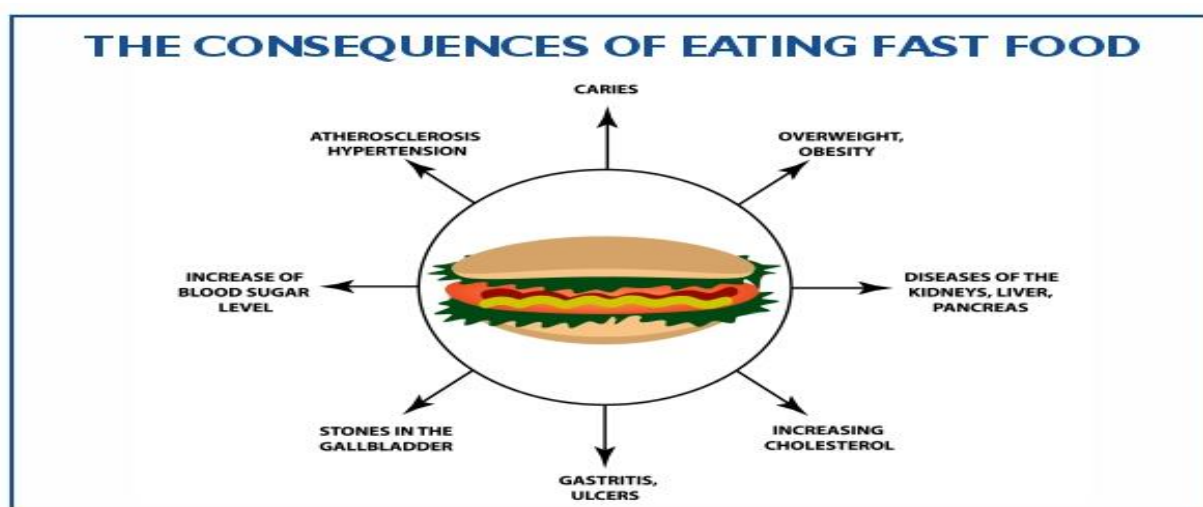 THE CONSEQUENCES OF EATING FAST FOOD
CARIES
ATHEROSCLEROSIS
HYPERTENSION
OVERWEIGHT,
OBESITY
INCREASE OF
BLOOD SUGAR
LEVEL
DISEASES OF THE
KIDNEYS, LIVER,
PANCREAS
STONES IN THE
GALLBLADDER
INCREASING
CHOLESTEROL
GASTRITIS,
ULCERS